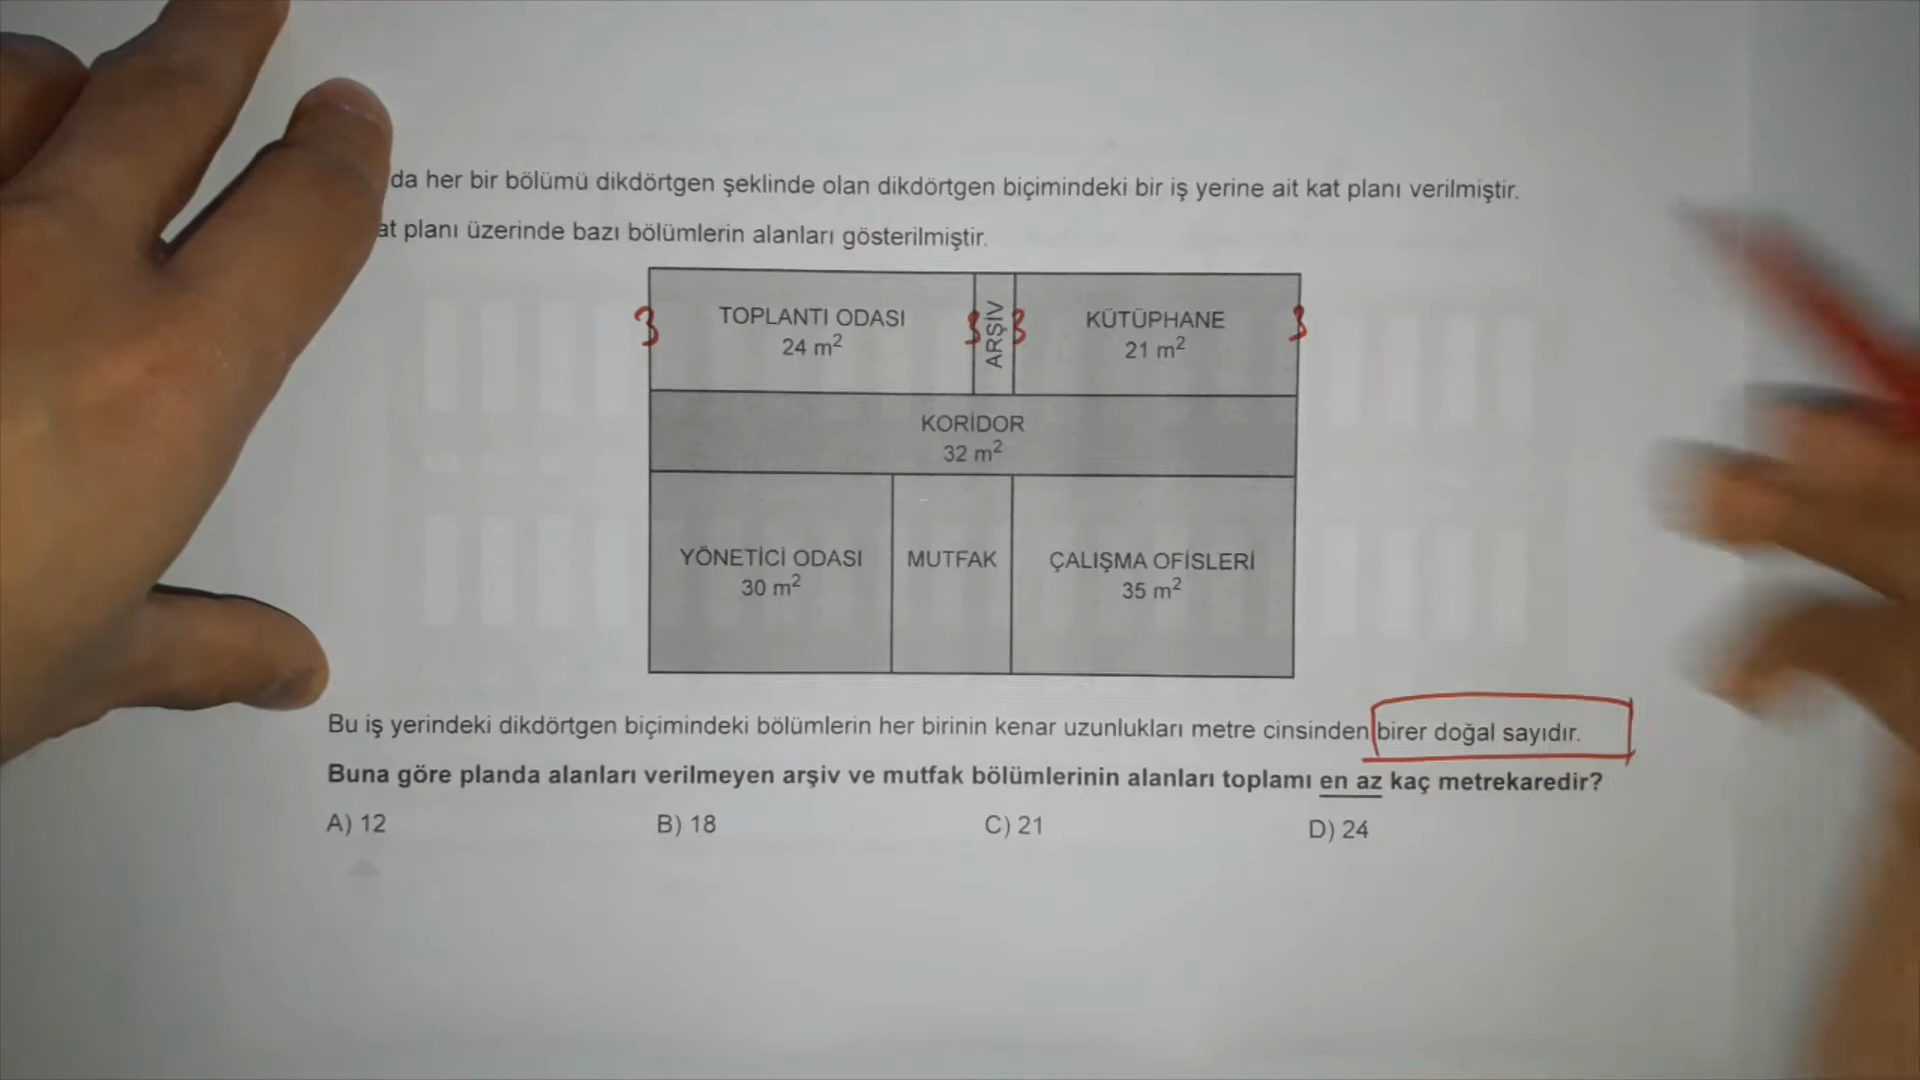 da her bir bölümü dikdörtgen şeklinde olan dikdörtgen biçimindeki bir iş yerine ait kat planı verilmiştir.
at planı üzerinde bazı bölümlerin alanları gösterilmiştir.
TOPLANTI ODASI
24 m²
ARŞİV
KÜTÜPHANE
21 m²
3 3 3 3
KORİDOR
32 m²
YÖNETİCİ ODASI
30 m²
MUTFAK
ÇALIŞMA OFİSLERİ
35 m²
Bu iş yerindeki dikdörtgen biçimindeki bölümlerin her birinin kenar uzunlukları metre cinsinden birer doğal sayıdır.
Buna göre planda alanları verilmeyen arşiv ve mutfak bölümlerinin alanları toplamı en az kaç metrekaredir?
A) 12 B) 18 C) 21 D) 24